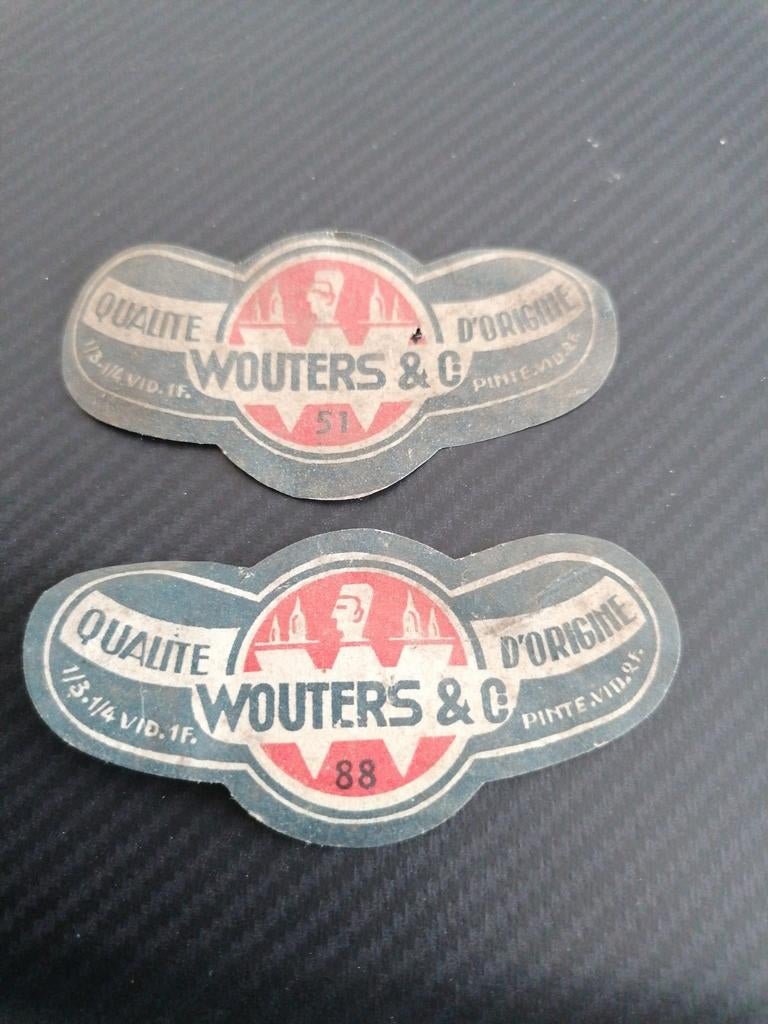 QUALITE D'ORIGINE
WOUTERS & C°
1/3-1/4 VID. 1F. PINTE.VID.2F.
51
QUALITE D'ORIGINE
WOUTERS & C°
1/3-1/4 VID. 1F. PINTE.VID.2F.
88